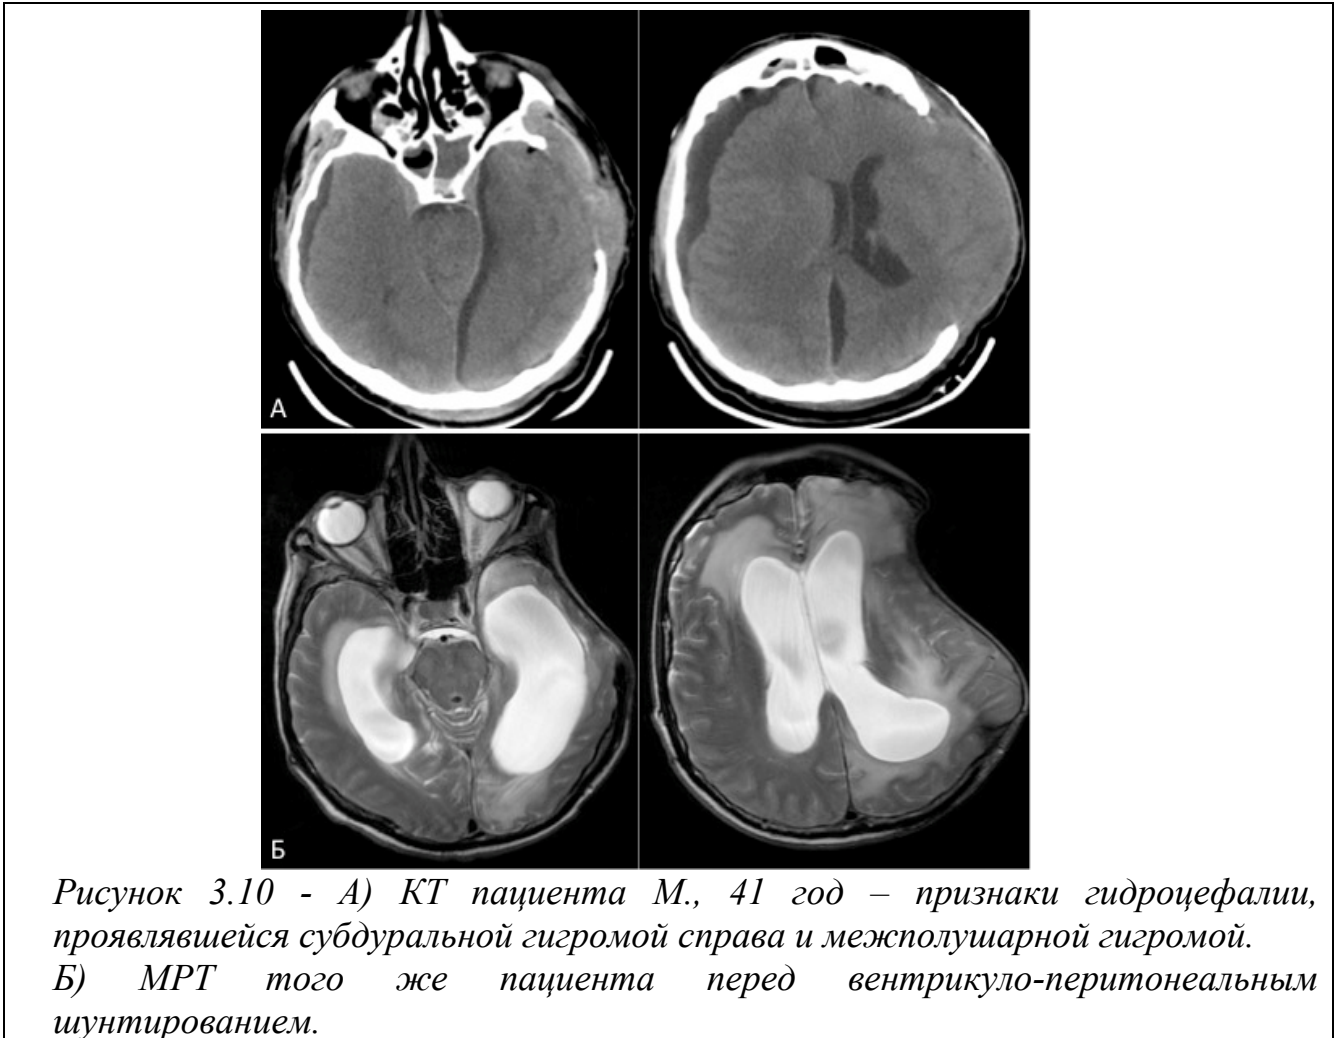 А
Б
Рисунок 3.10 - А) КТ пациента М., 41 год – признаки гидроцефалии,
проявлявшейся субдуральной гигромой справа и межполушарной гигромой.
Б) МРТ того же пациента перед вентрикуло-перитонеальным
шунтированием.